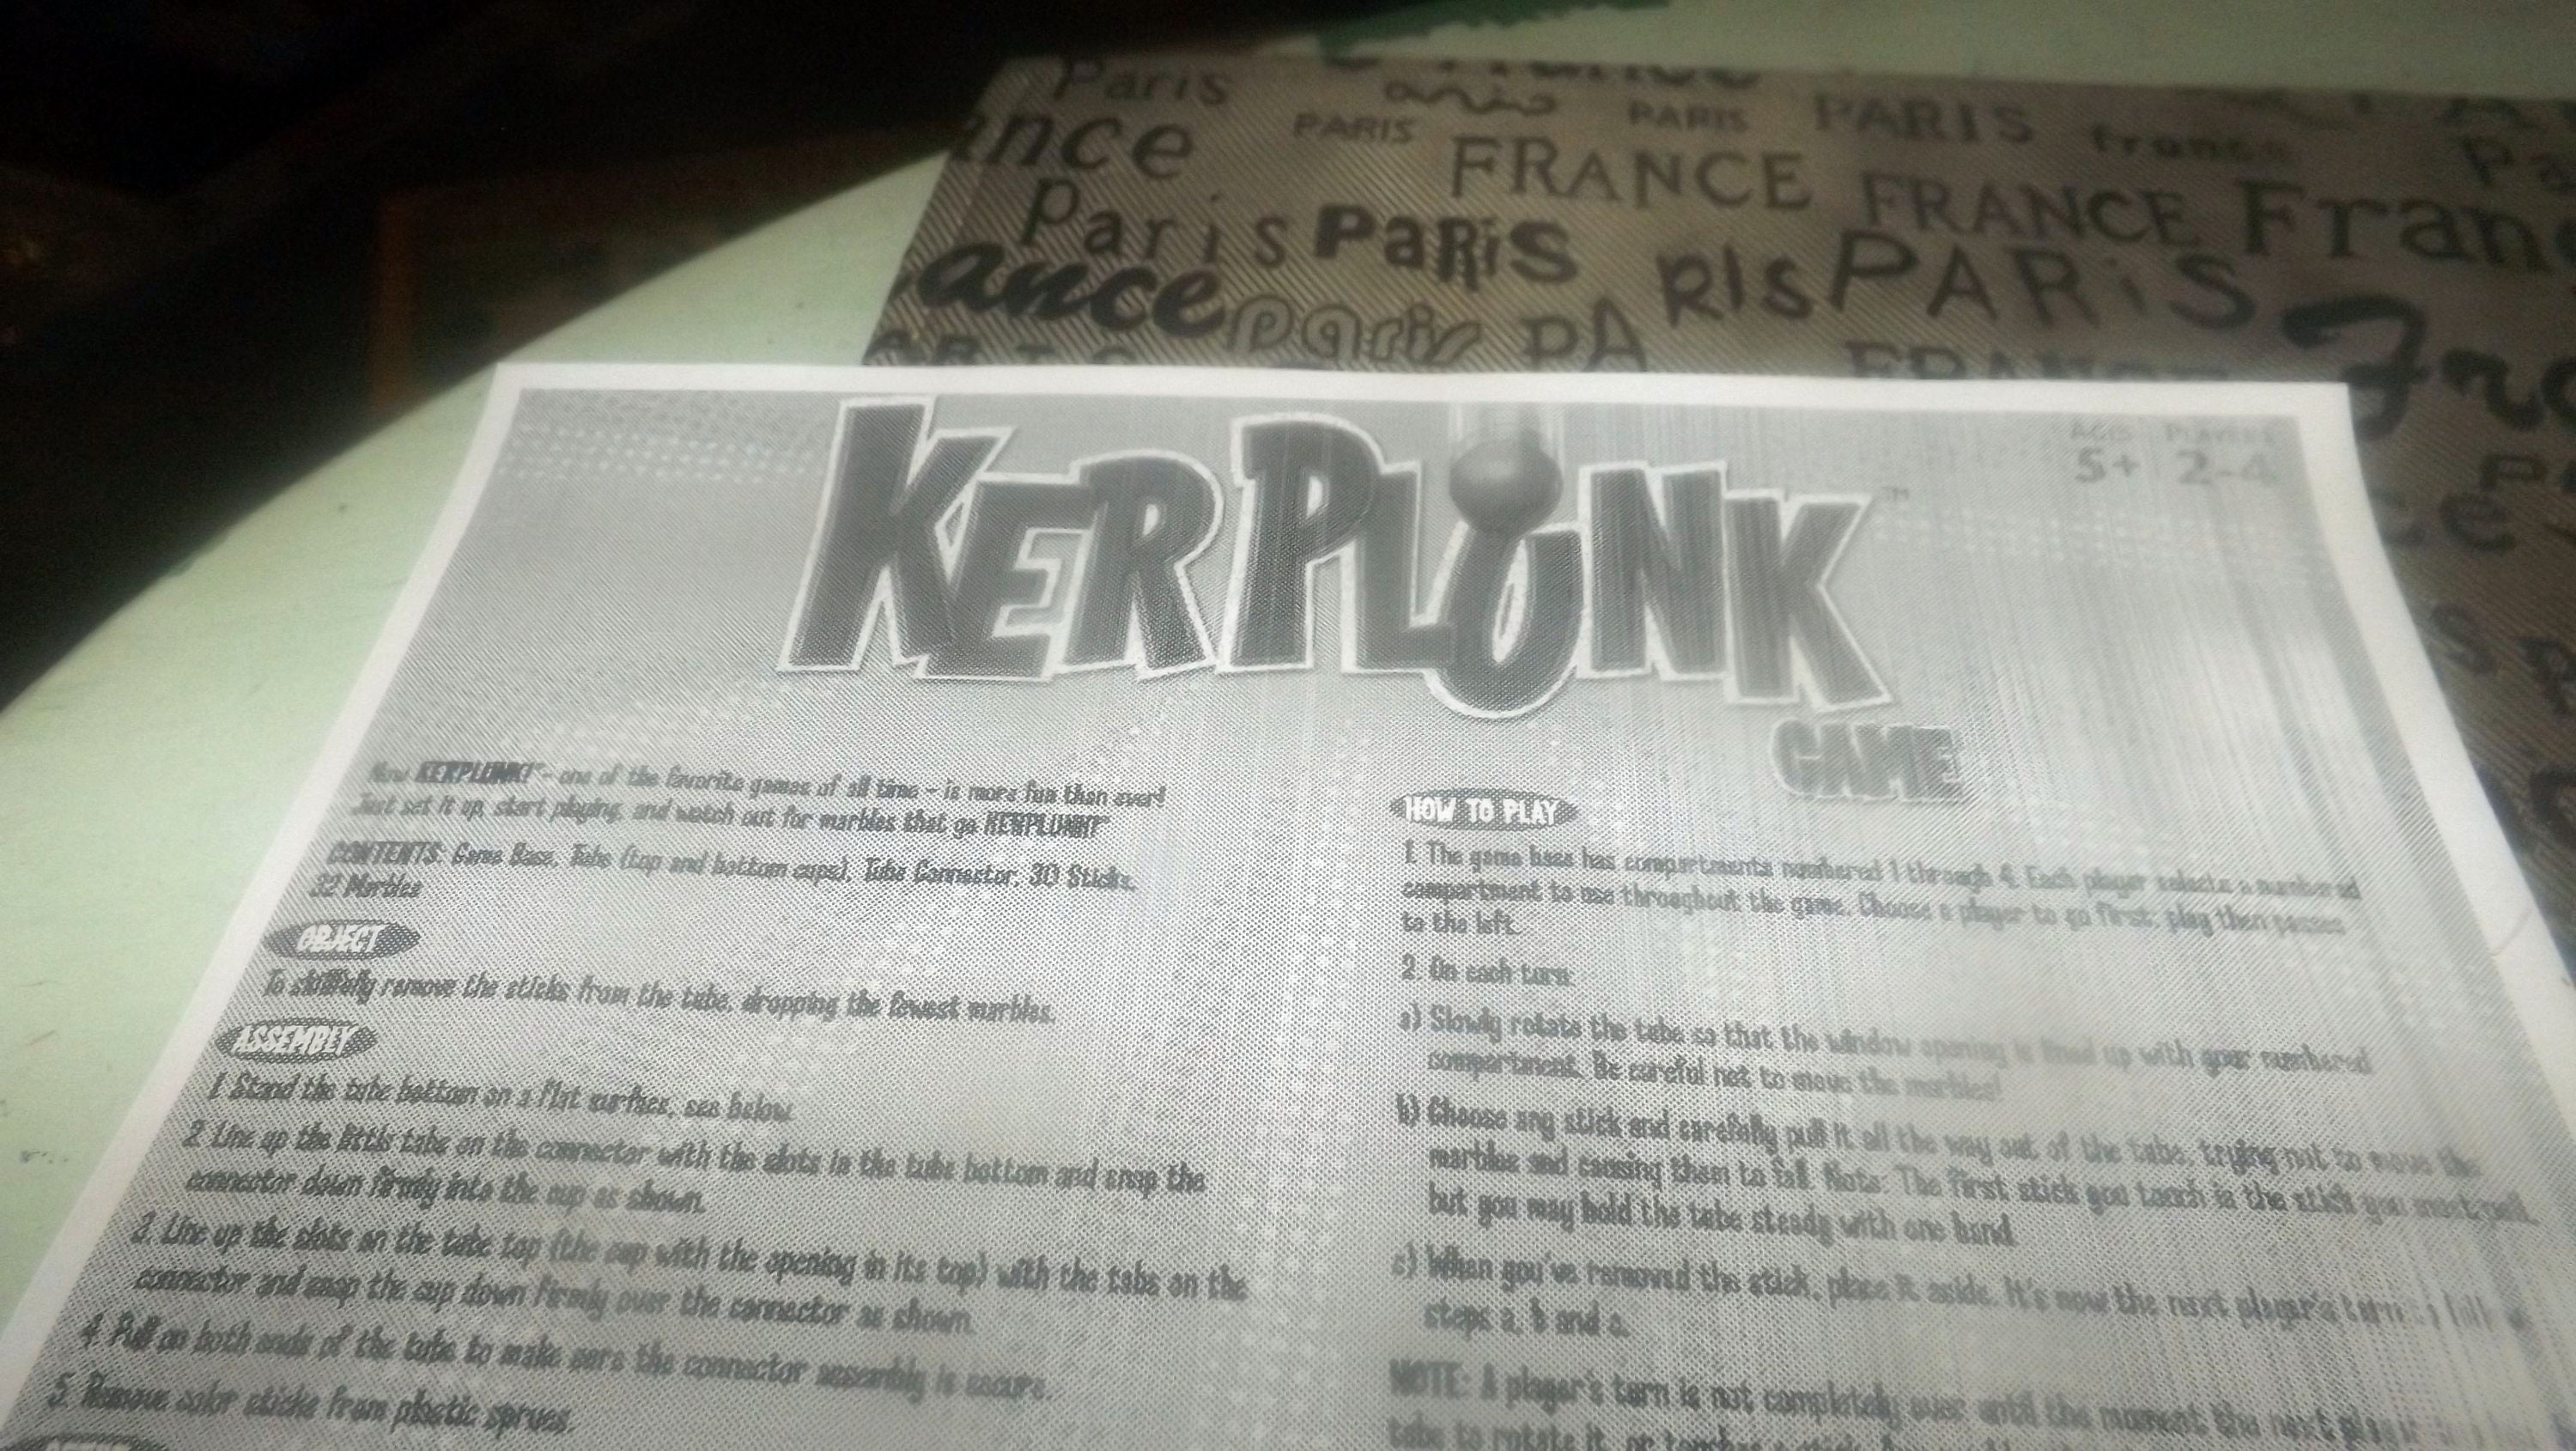 Paris
PARIS
PARIS
PARIS
france
ance
FRANCE
FRANCE
Paris
PaRiS
RIS
PARiS
ance
paris
PA
KERPLUNK™
GAME
AGES PLAYERS
5+ 2-4
Now KERPLUNK!™ - one of the favorite games of all time - is more fun than ever!
Just set it up, start playing, and watch out for marbles that go KERPLUNK!™
CONTENTS: Game Base, Tube (top and bottom cups), Tube Connector, 30 Sticks,
32 Marbles
OBJECT
To skillfully remove the sticks from the tube, dropping the fewest marbles.
ASSEMBLY
1. Stand the tube bottom on a flat surface, see below.
2. Line up the little tabs on the connector with the slots in the tube bottom and snap the
connector down firmly into the cup as shown.
3. Line up the slots on the tube top (the cup with the opening in its top) with the tabs on the
connector and snap the cup down firmly over the connector as shown.
4. Pull on both ends of the tube to make sure the connector assembly is secure.
5. Remove color sticks from plastic sprues.
HOW TO PLAY
1. The game base has compartments numbered 1 through 4. Each player selects a numbered
compartment to use throughout the game. Choose a player to go first; play then passes
to the left.
2. On each turn:
a) Slowly rotate the tube so that the window opening is lined up with your numbered
compartment. Be careful not to move the marbles!
b) Choose any stick and carefully pull it all the way out of the tube, trying not to move the
marbles and causing them to fall. Note: The first stick you touch is the stick you must pull,
but you may hold the tube steady with one hand.
c) When you've removed the stick, place it aside. It's now the next player's turn
steps a, b and c.
NOTE: A player's turn is not completely over until the moment the next
tube to rotate it, or touches a stick.